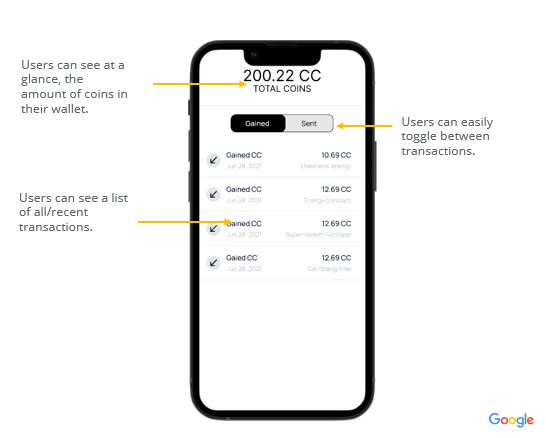 Users can see at a
glance, the
amount of coins in
their wallet.
200.22 CC
TOTAL COINS
Gained Sent
Users can easily
toggle between
transactions.
Gained CC 10.69 CC
Jun 28, 2021 Used less energy
Gained CC 12.69 CC
Jun 28, 2021 Energy Contract
Users can see a list
of all/recent
transactions.
Gained CC 12.69 CC
Jun 28, 2021 Supermarket Purchase
Gaied CC 12.69 CC
Jun 28, 2021 Car Shang Ride
Google